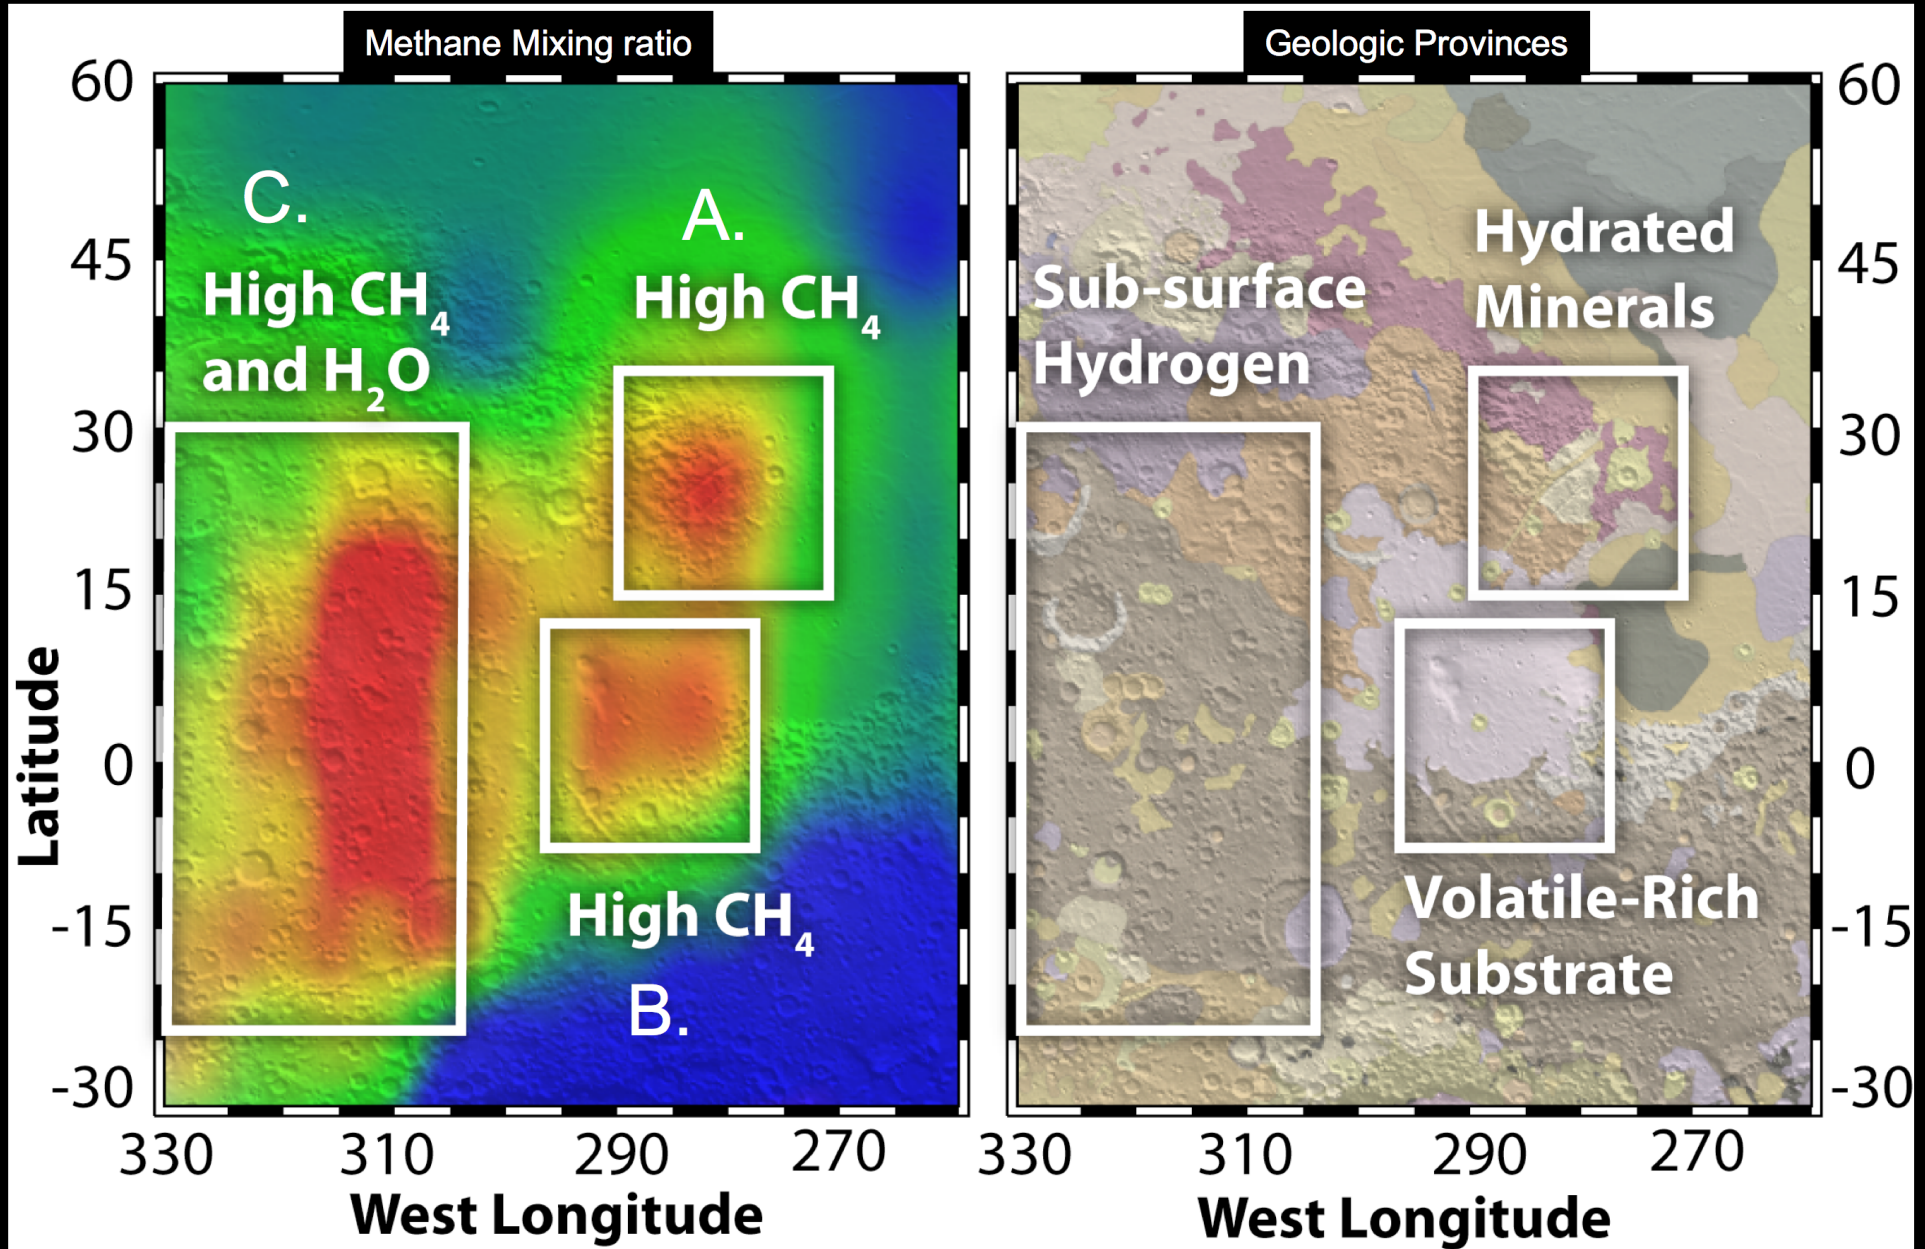 Methane Mixing ratio
Geologic Provinces
60
45
30
15
0
-15
-30
Latitude
C.
High CH4
and H2O
A.
High CH4
High CH4
B.
330
310
290
270
West Longitude
Sub-surface
Hydrogen
Hydrated
Minerals
Volatile-Rich
Substrate
60
45
30
15
0
-15
-30
330
310
290
270
West Longitude